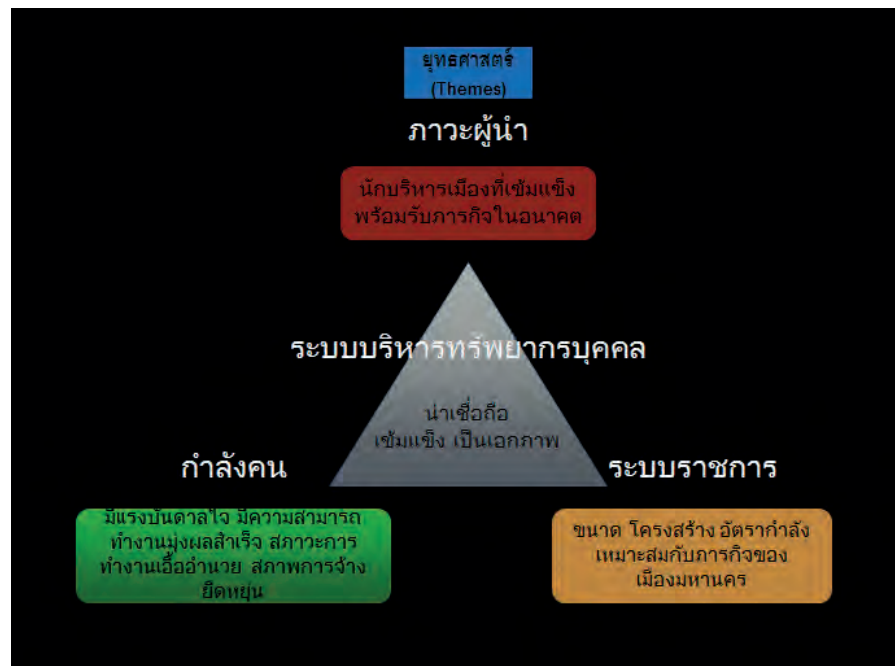 ยุทธศาสตร์
(Themes)
ภาวะผู้นำ
นักบริหารเมืองที่เข้มแข็ง
พร้อมรับภารกิจในอนาคต
ระบบบริหารทรัพยากรบุคคล
น่าเชื่อถือ
เข้มแข็ง เป็นเอกภาพ
กำลังคน
มีแรงบันดาลใจ มีความสามารถ
ทำงานมุ่งผลสำเร็จ สภาวะการ
ทำงานเอื้ออำนวย สภาพการจ้าง
ยืดหยุ่น
ระบบราชการ
ขนาด โครงสร้าง อัตรากำลัง
เหมาะสมกับภารกิจของ
เมืองมหานคร